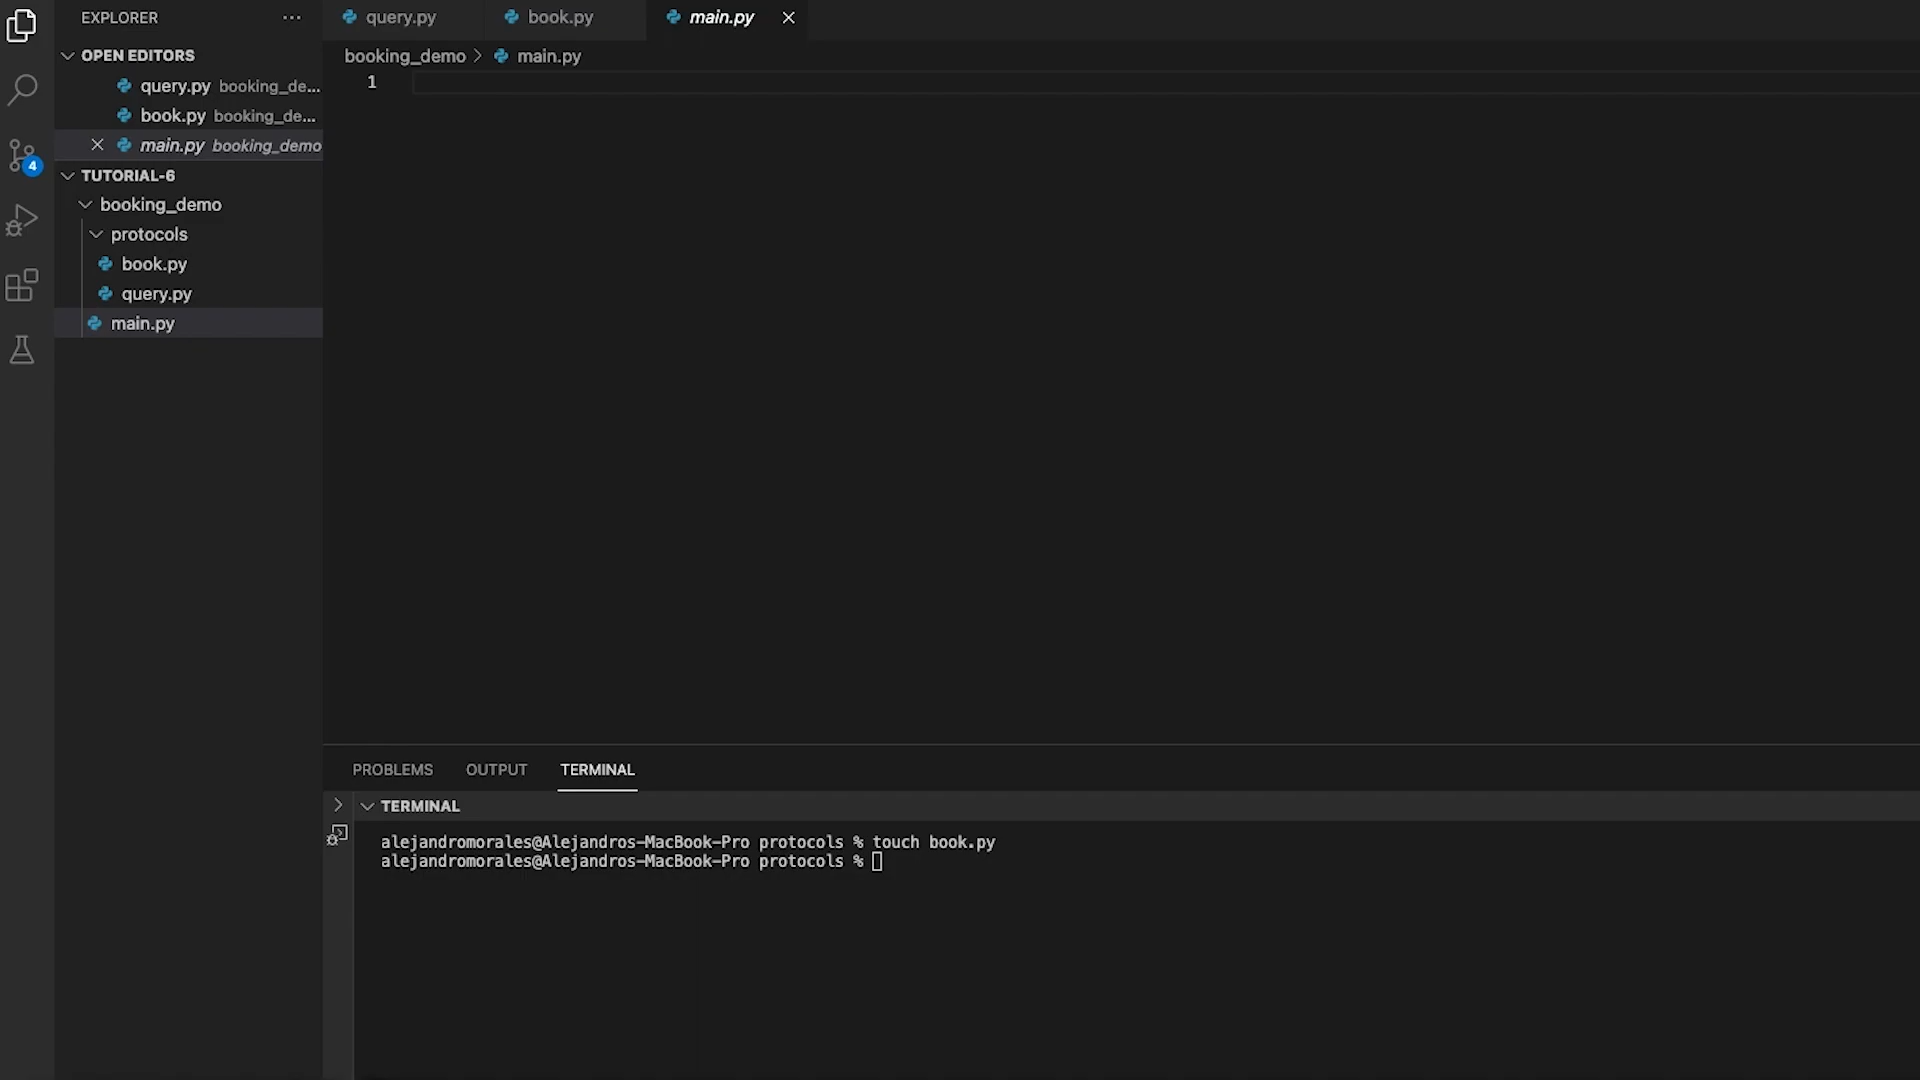 EXPLORER
OPEN EDITORS
query.py booking_de...
book.py booking_de...
main.py booking_demo
4
TUTORIAL-6
booking_demo
protocols
book.py
query.py
main.py
query.py
book.py
main.py
booking_demo > main.py
1
PROBLEMS OUTPUT TERMINAL
TERMINAL
alejandromorales@Alejandros-MacBook-Pro protocols % touch book.py
alejandromorales@Alejandros-MacBook-Pro protocols %